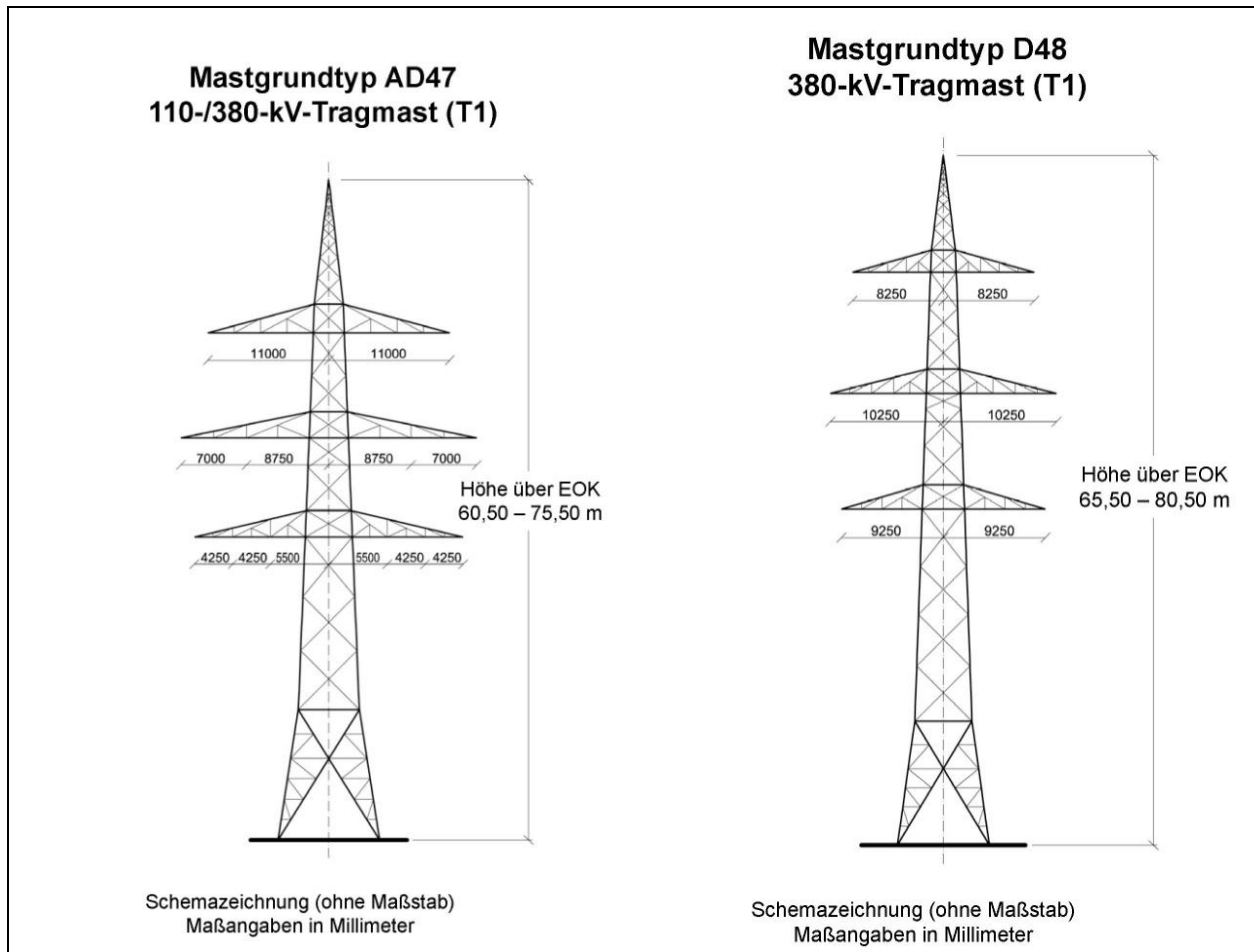 Mastgrundtyp AD47
110-/380-kV-Tragmast (T1)
11000 11000
7000 8750 8750 7000
4250 4250 5500 5500 4250 4250
Höhe über EOK
60,50 – 75,50 m
Schemazeichnung (ohne Maßstab)
Maßangaben in Millimeter
Mastgrundtyp D48
380-kV-Tragmast (T1)
8250 8250
10250 10250
9250 9250
Höhe über EOK
65,50 – 80,50 m
Schemazeichnung (ohne Maßstab)
Maßangaben in Millimeter